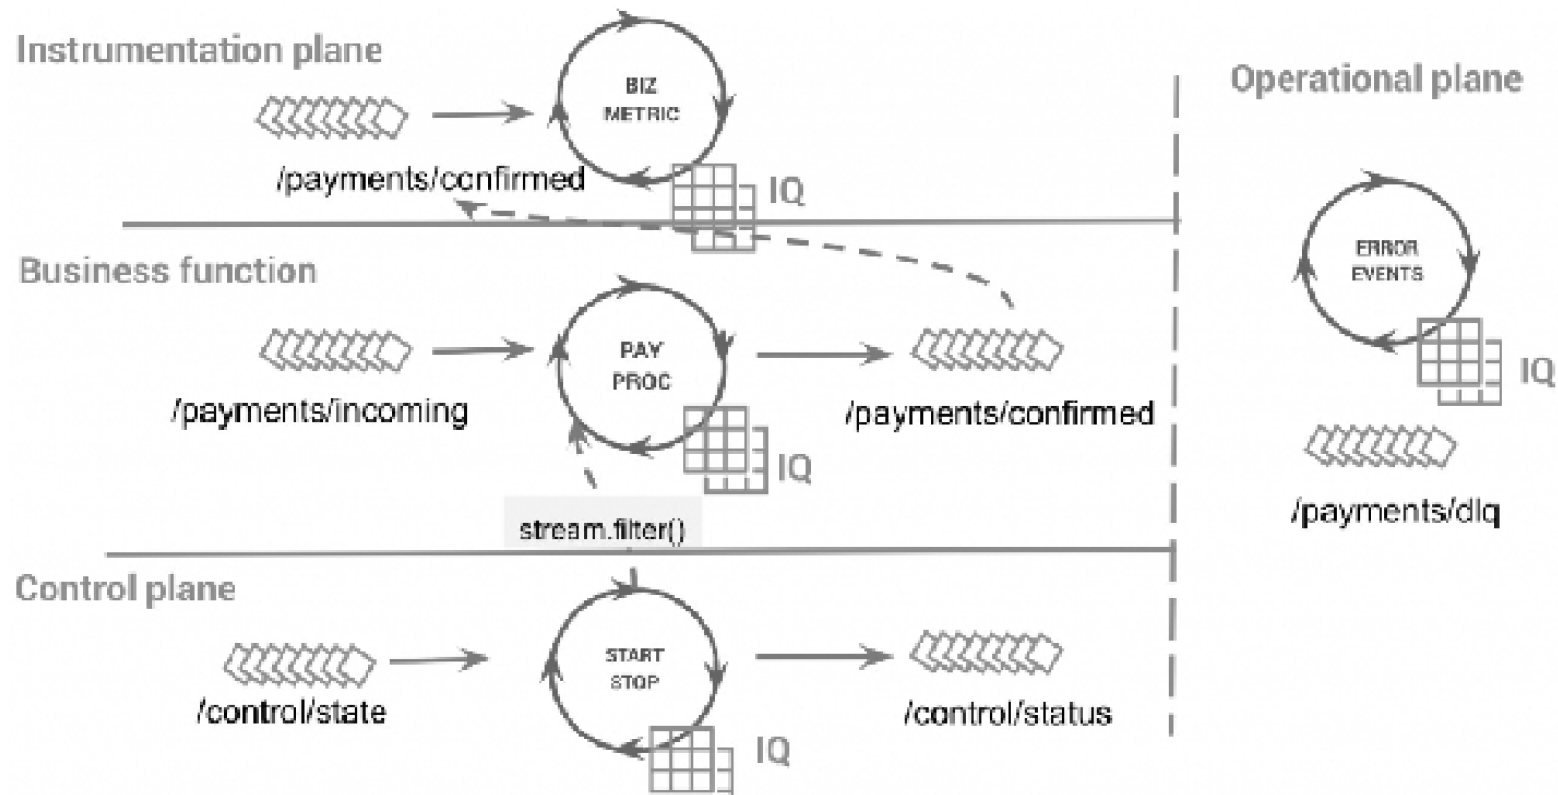 Instrumentation plane
BIZ
METRIC
/payments/confirmed
IQ
Business function
PAY
PROC
/payments/incoming
/payments/confirmed
IQ
stream.filter()
Control plane
START
STOP
/control/state
/control/status
IQ
Operational plane
ERROR
EVENTS
IQ
/payments/dlq